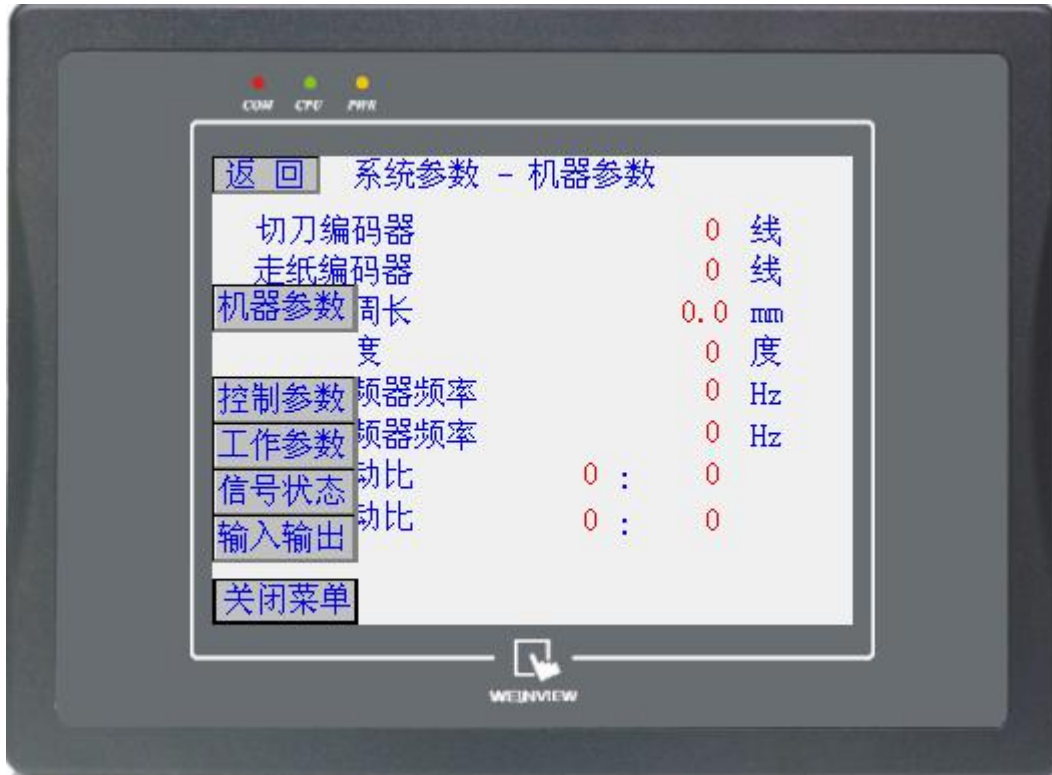 COM CPU PWR
返 回 系统参数 - 机器参数
切刀编码器 0 线
走纸编码器 0 线
机器参数 周长 0.0 mm
度 0 度
控制参数 频器频率 0 Hz
工作参数 频器频率 0 Hz
信号状态 动比 0 : 0
输入输出 动比 0 : 0
关闭菜单
WEINVIEW